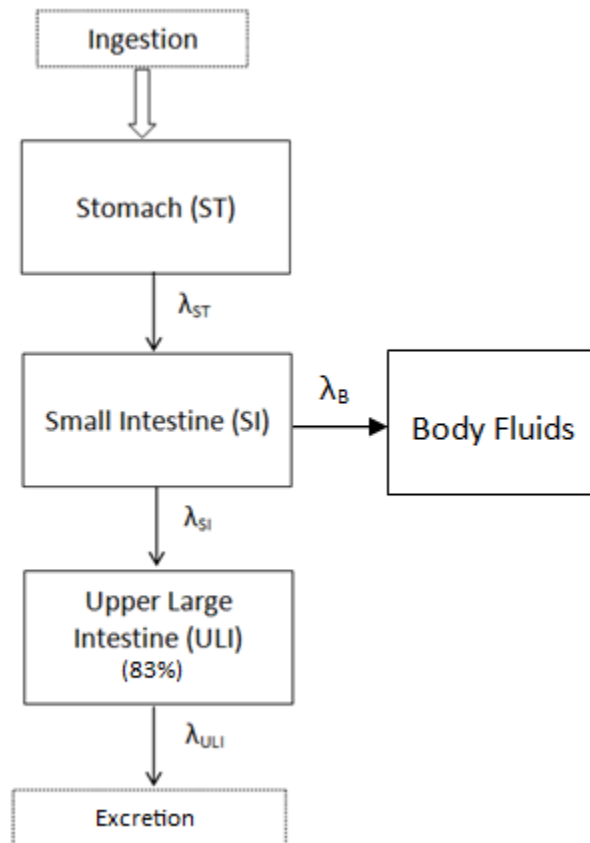 Ingestion
Stomach (ST)
λST
Small Intestine (SI)
λB
Body Fluids
λSI
Upper Large
Intestine (ULI)
(83%)
λULI
Excretion